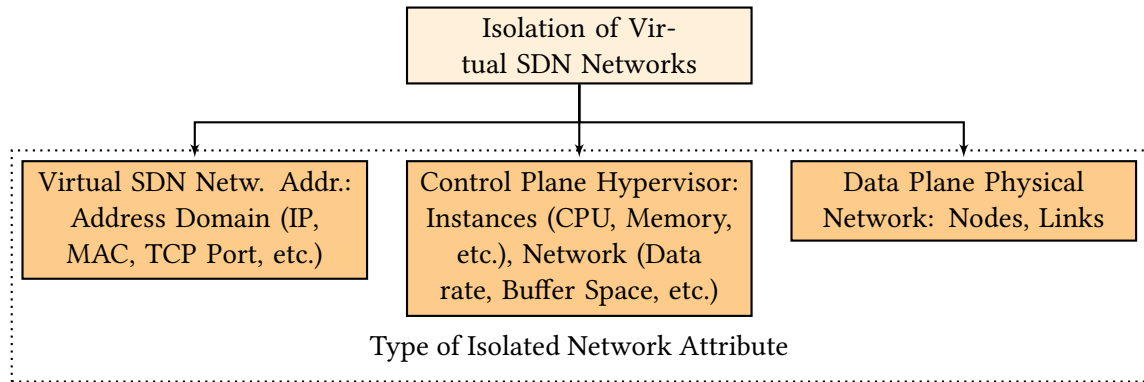 Isolation of Vir-
tual SDN Networks
Virtual SDN Netw. Addr.:
Address Domain (IP,
MAC, TCP Port, etc.)
Control Plane Hypervisor:
Instances (CPU, Memory,
etc.), Network (Data
rate, Buffer Space, etc.)
Data Plane Physical
Network: Nodes, Links
Type of Isolated Network Attribute